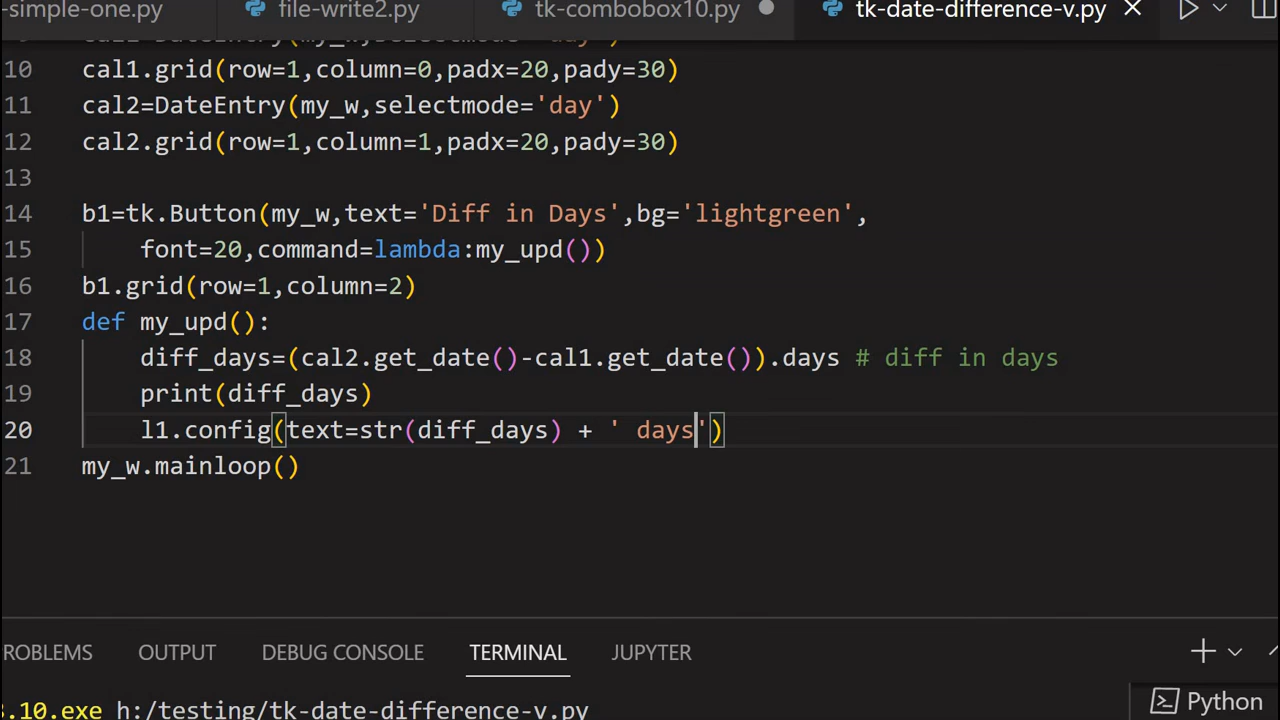 -simple-one.py file-write2.py tk-combobox10.py tk-date-difference-v.py
10 cal1.grid(row=1,column=0,padx=20,pady=30)
11 cal2=DateEntry(my_w,selectmode='day')
12 cal2.grid(row=1,column=1,padx=20,pady=30)
13
14 b1=tk.Button(my_w,text='Diff in Days',bg='lightgreen',
15 font=20,command=lambda:my_upd())
16 b1.grid(row=1,column=2)
17 def my_upd():
18 diff_days=(cal2.get_date()-cal1.get_date()).days # diff in days
19 print(diff_days)
20 l1.config(text=str(diff_days) + ' days')
21 my_w.mainloop()
ROBLEMS OUTPUT DEBUG CONSOLE TERMINAL JUPYTER
3.10.exe h:/testing/tk-date-difference-v.py
Python